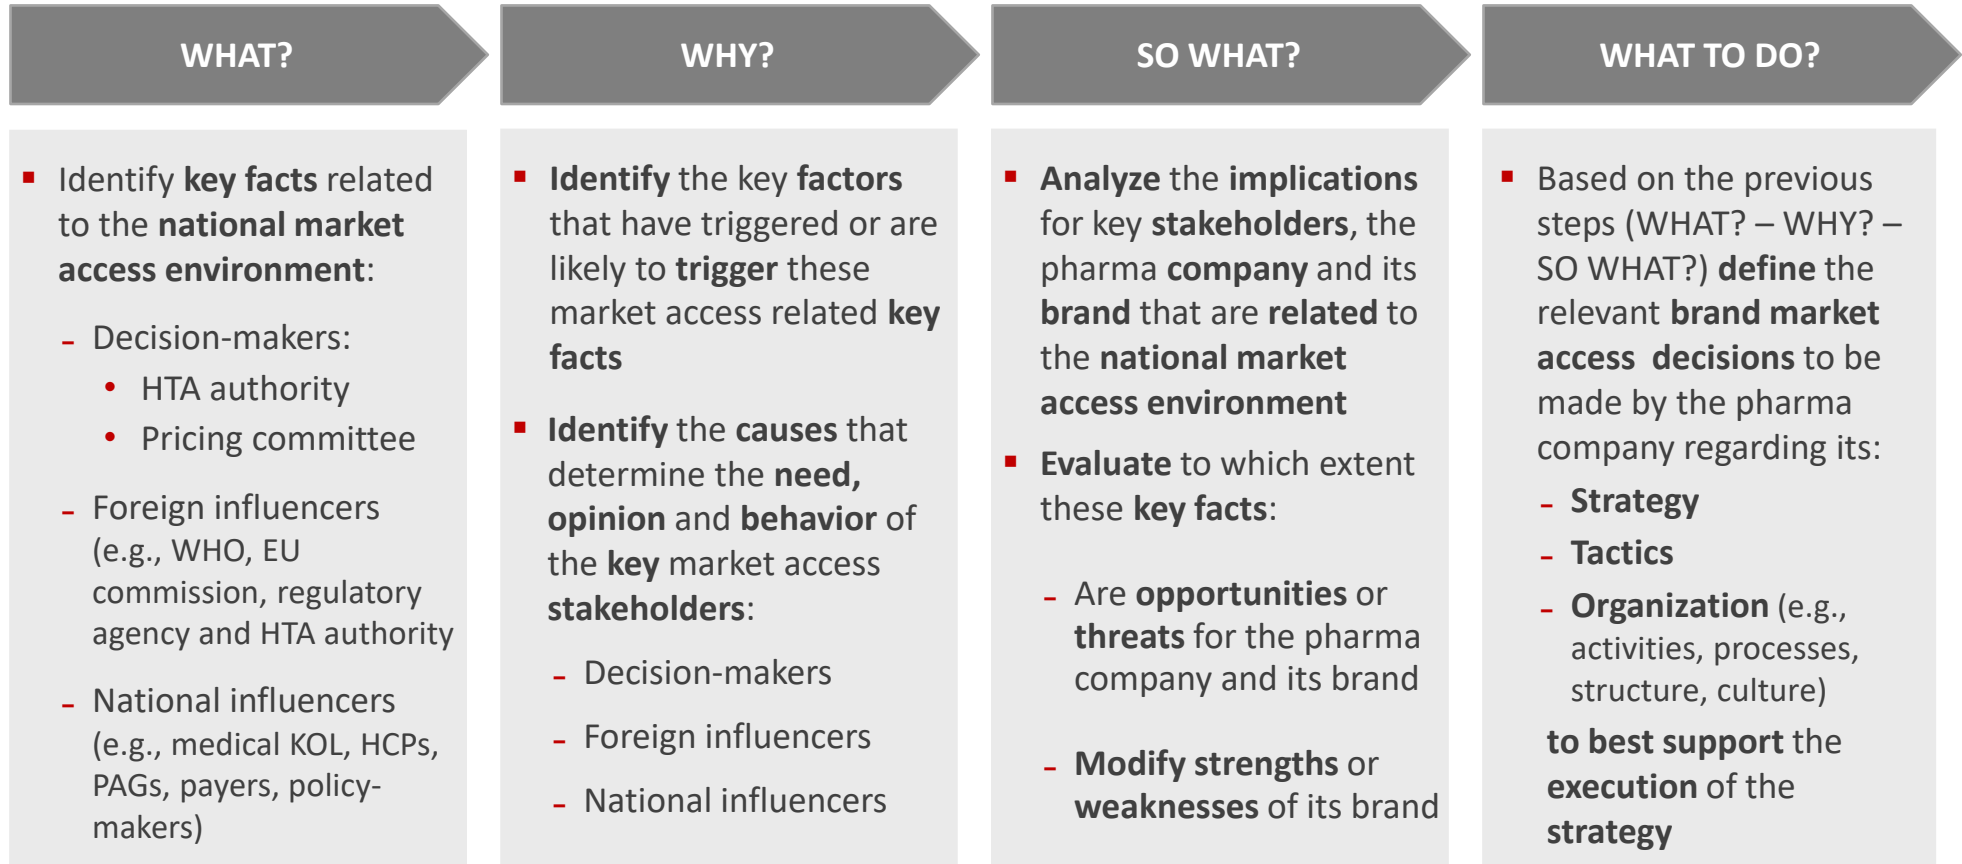 WHAT?
▪ Identify key facts related
to the national market
access environment:
- Decision-makers:
• HTA authority
• Pricing committee
- Foreign influencers
(e.g., WHO, EU
commission, regulatory
agency and HTA authority
- National influencers
(e.g., medical KOL, HCPs,
PAGs, payers, policy-
makers)
WHY?
▪ Identify the key factors
that have triggered or are
likely to trigger these
market access related key
facts
▪ Identify the causes that
determine the need,
opinion and behavior of
the key market access
stakeholders:
- Decision-makers
- Foreign influencers
- National influencers
SO WHAT?
▪ Analyze the implications
for key stakeholders, the
pharma company and its
brand that are related to
the national market
access environment
▪ Evaluate to which extent
these key facts:
- Are opportunities or
threats for the pharma
company and its brand
- Modify strengths or
weaknesses of its brand
WHAT TO DO?
▪ Based on the previous
steps (WHAT? – WHY? –
SO WHAT?) define the
relevant brand market
access decisions to be
made by the pharma
company regarding its:
- Strategy
- Tactics
- Organization (e.g.,
activities, processes,
structure, culture)
to best support the
execution of the
strategy